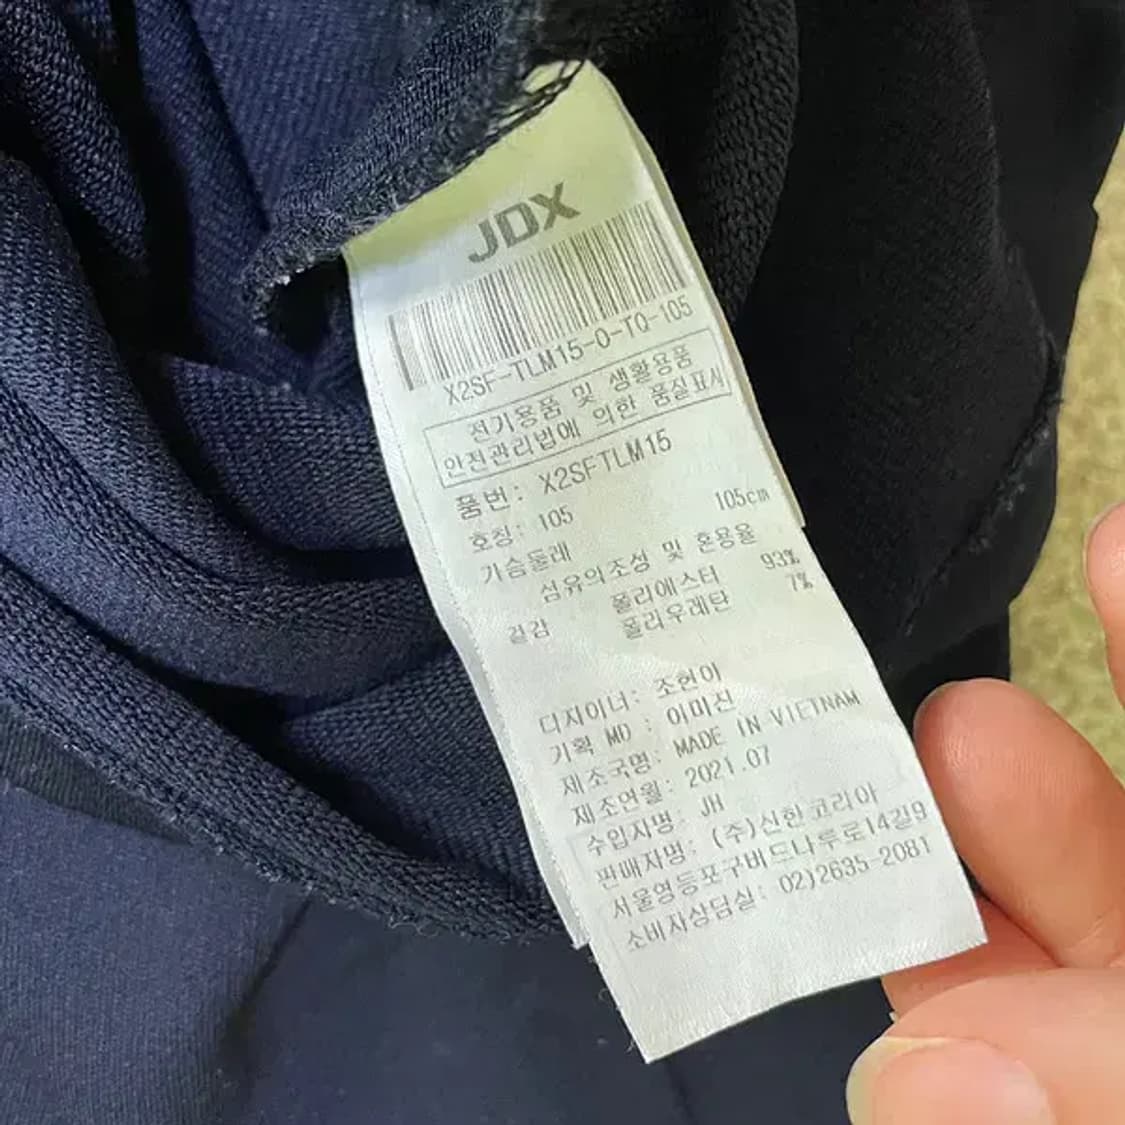 JDX
X2SF-TLM15-0-TO-105
전기용품 및 생활용품
안전관리법에 의한 품질표시
품번: X2SFTLM15
호칭: 105
가슴둘레 105cm
섬유의조성 및 혼용율
폴리에스터 93%
겉감 폴리우레탄 7%
디자이너: 조현이
기획 MD : 이미진
제조국명: MADE IN VIETNAM
제조연월: 2021.07
수입자명: JH
판매자명: (주)신한코리아
서울영등포구버드나루로14길9
소비자상담실: 02)2635-2081